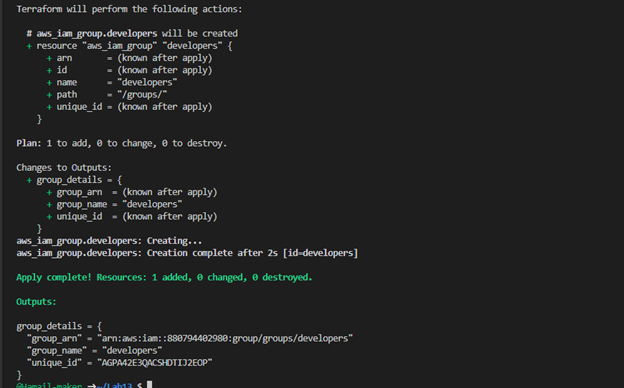 Terraform will perform the following actions:
# aws_iam_group.developers will be created
+ resource "aws_iam_group" "developers" {
+ arn       = (known after apply)
+ id        = (known after apply)
+ name      = "developers"
+ path      = "/groups/"
+ unique_id = (known after apply)
}
Plan: 1 to add, 0 to change, 0 to destroy.
Changes to Outputs:
+ group_details = {
+ group_arn  = (known after apply)
+ group_name = "developers"
+ unique_id  = (known after apply)
}
aws_iam_group.developers: Creating...
aws_iam_group.developers: Creation complete after 2s [id=developers]
Apply complete! Resources: 1 added, 0 changed, 0 destroyed.
Outputs:
group_details = {
"group_arn" = "arn:aws:iam::880794402980:group/groups/developers"
"group_name" = "developers"
"unique_id" = "AGPA42E3QACSHDTIJ2EOP"
}
@Hamail-maker ➜~/Lab13 $